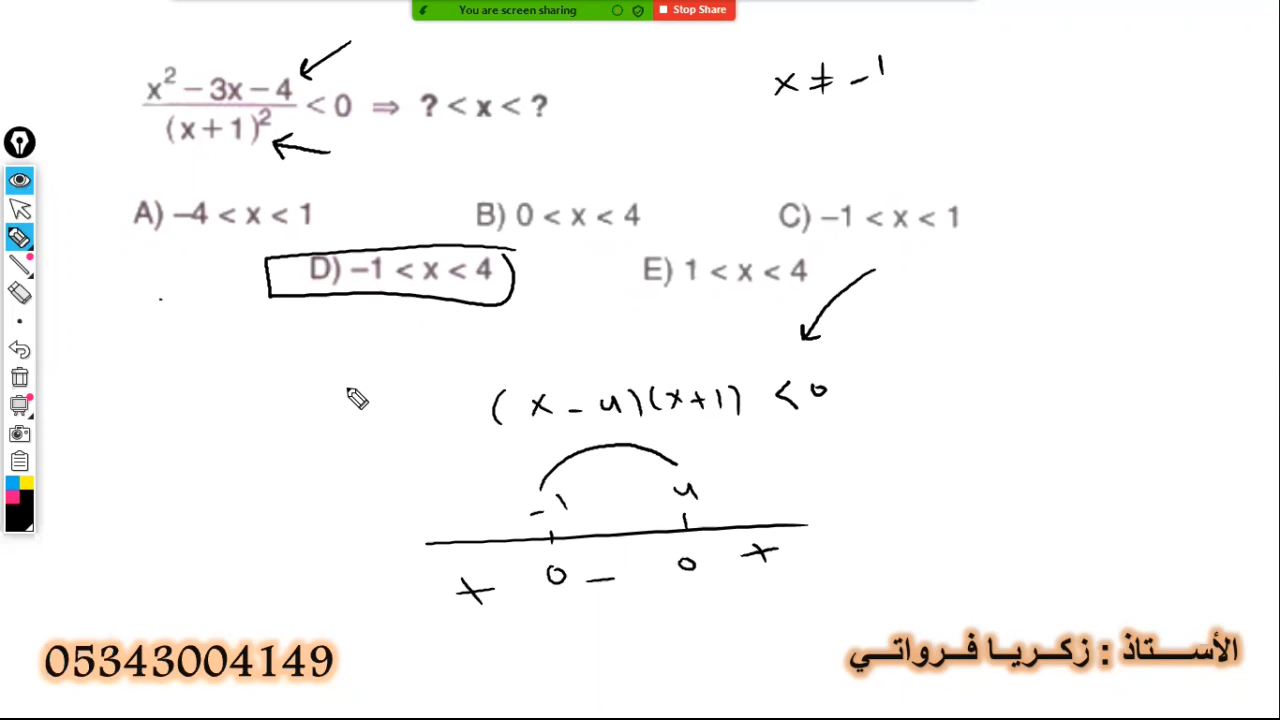 You are screen sharing Stop Share
x² − 3x − 4
(x + 1)²
< 0 ⇒ ? < x < ?
x ≠ -1
A) −4 < x < 1 B) 0 < x < 4 C) −1 < x < 1
D) −1 < x < 4 E) 1 < x < 4
(x - 4)(x+1) < 0
-1 4
+ 0 - 0 +
05343004149 الأستاذ : زكريا فرواتي